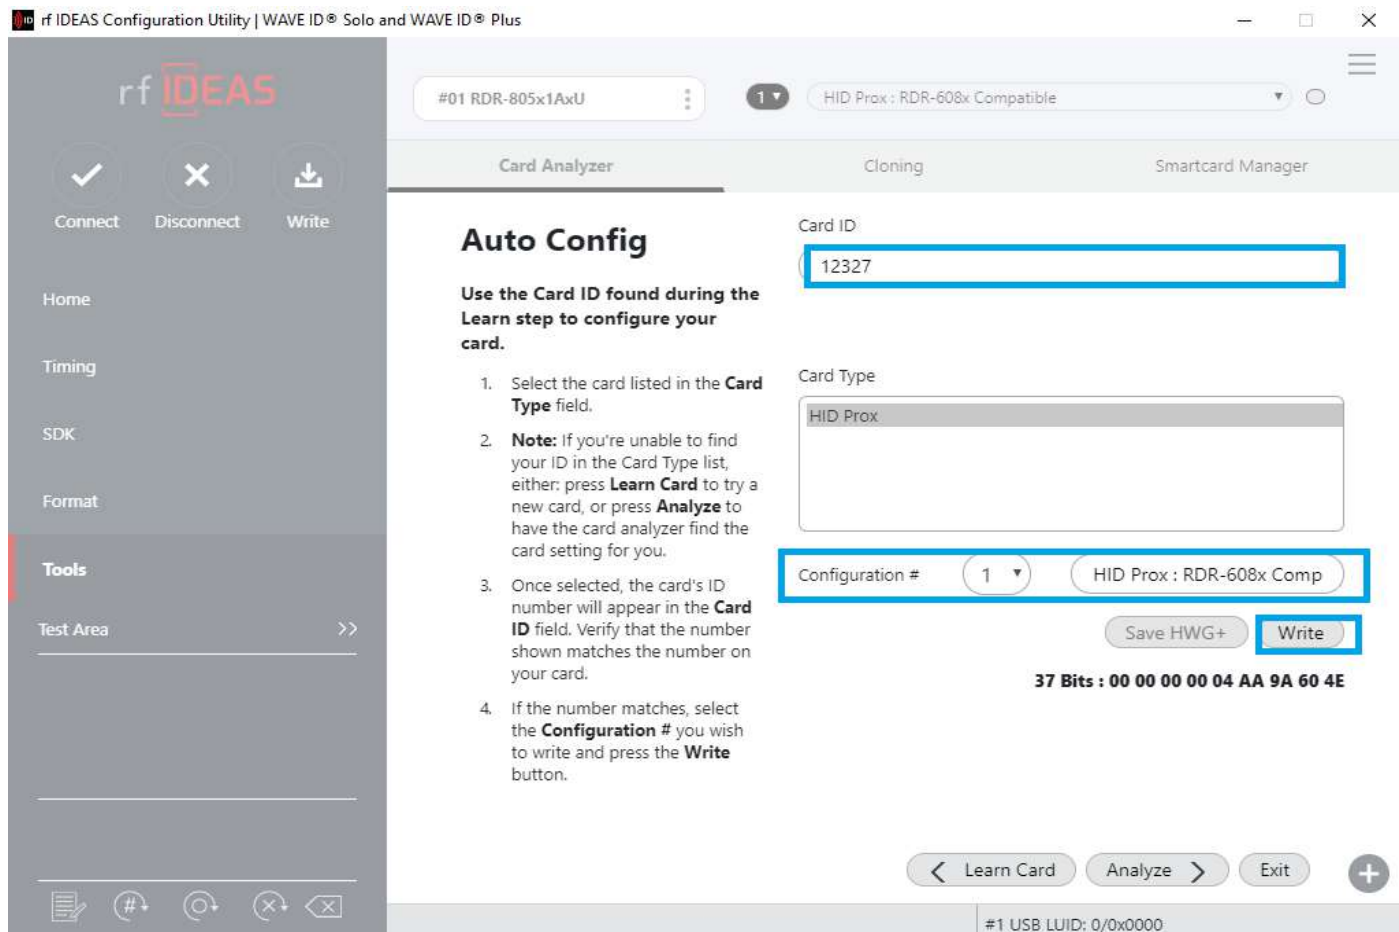 rf IDEAS Configuration Utility | WAVE ID® Solo and WAVE ID® Plus
rf IDEAS
#01 RDR-805x1AxU
1
HID Prox : RDR-608x Compatible
Connect
Disconnect
Write
Card Analyzer
Cloning
Smartcard Manager
Home
Timing
SDK
Format
Tools
Test Area
>>
Auto Config
Use the Card ID found during the
Learn step to configure your
card.
1. Select the card listed in the Card
Type field.
2. Note: If you're unable to find
your ID in the Card Type list,
either: press Learn Card to try a
new card, or press Analyze to
have the card analyzer find the
card setting for you.
3. Once selected, the card's ID
number will appear in the Card
ID field. Verify that the number
shown matches the number on
your card.
4. If the number matches, select
the Configuration # you wish
to write and press the Write
button.
Card ID
12327
Card Type
HID Prox
Configuration #
1
HID Prox : RDR-608x Comp
Save HWG+
Write
37 Bits : 00 00 00 00 04 AA 9A 60 4E
Learn Card
Analyze
Exit
#1 USB LUID: 0/0x0000